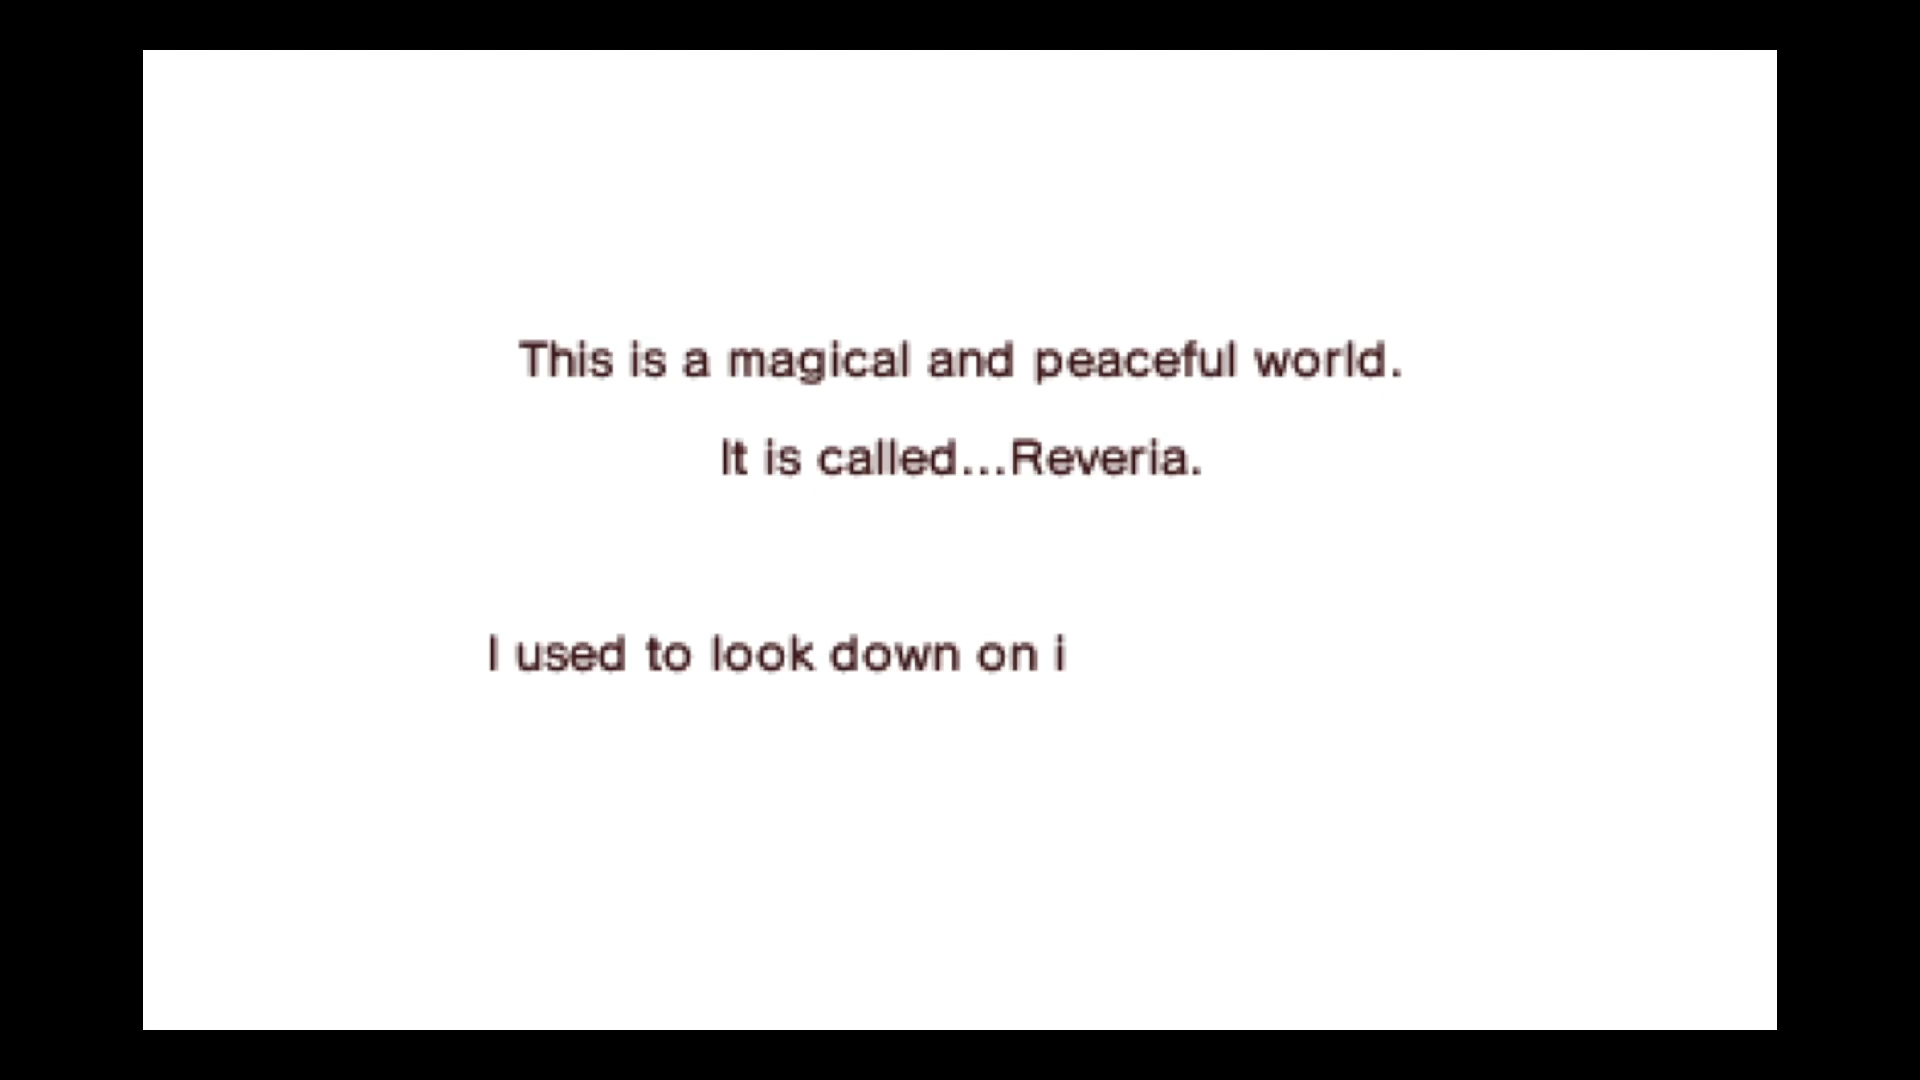 This is a magical and peaceful world.
It is called...Reveria.
I used to look down on i